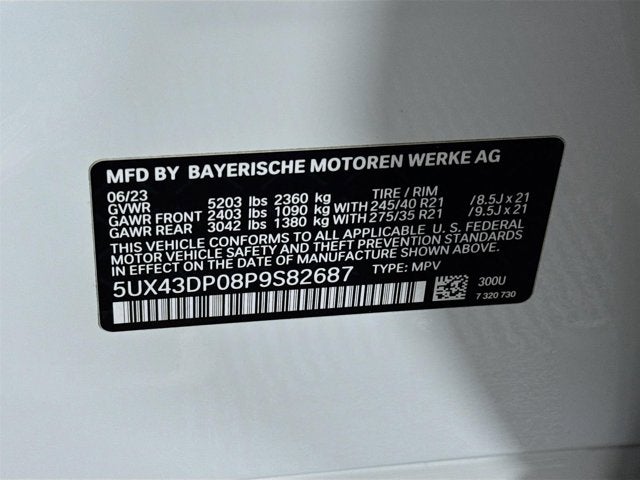 MFD BY BAYERISCHE MOTOREN WERKE AG
06/23 TIRE / RIM
GVWR 5203 lbs 2360 kg
GAWR FRONT 2403 lbs 1090 kg WITH 245/40 R21 /8.5J x 21
GAWR REAR 3042 lbs 1380 kg WITH 275/35 R21 /9.5J x 21
THIS VEHICLE CONFORMS TO ALL APPLICABLE U. S. FEDERAL
MOTOR VEHICLE SAFETY AND THEFT PREVENTION STANDARDS
IN EFFECT ON THE DATE OF MANUFACTURE SHOWN ABOVE.
5UX43DP08P9S82687 TYPE: MPV
300U
7 320 730